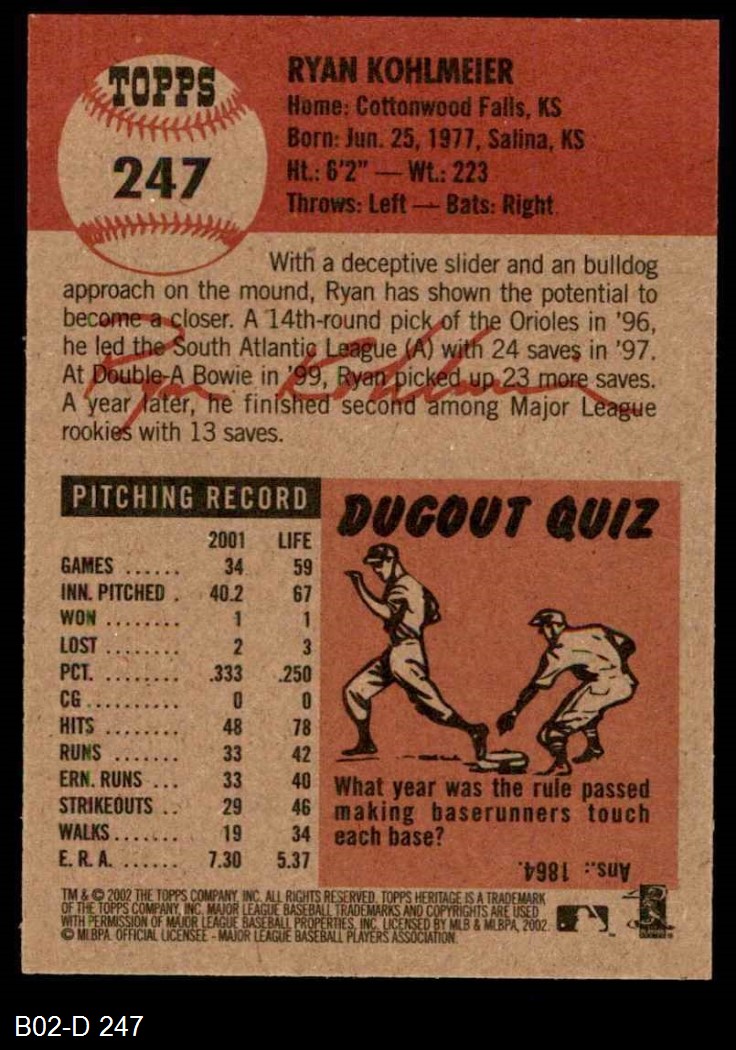 TOPPS
247
RYAN KOHLMEIER
Home: Cottonwood Falls, KS
Born: Jun. 25, 1977, Salina, KS
Ht.: 6'2" — Wt.: 223
Throws: Left — Bats: Right
With a deceptive slider and an bulldog
approach on the mound, Ryan has shown the potential to
become a closer. A 14th-round pick of the Orioles in '96,
he led the South Atlantic League (A) with 24 saves in '97.
At Double-A Bowie in '99, Ryan picked up 23 more saves.
A year later, he finished second among Major League
rookies with 13 saves.
PITCHING RECORD
2001 LIFE
GAMES ...... 34 59
INN. PITCHED . 40.2 67
WON ........ 1 1
LOST ........ 2 3
PCT. ........ .333 .250
CG .......... 0 0
HITS ........ 48 78
RUNS ....... 33 42
ERN. RUNS ... 33 40
STRIKEOUTS .. 29 46
WALKS ....... 19 34
E. R. A. ...... 7.30 5.37
DUGOUT QUIZ
What year was the rule passed
making baserunners touch
each base?
Ans.: 1864.
TM & © 2002 THE TOPPS COMPANY, INC. ALL RIGHTS RESERVED. TOPPS HERITAGE IS A TRADEMARK
OF THE TOPPS COMPANY, INC. MAJOR LEAGUE BASEBALL TRADEMARKS AND COPYRIGHTS ARE USED
WITH PERMISSION OF MAJOR LEAGUE BASEBALL PROPERTIES, INC. LICENSED BY MLB & MLBPA, 2002.
© MLBPA. OFFICIAL LICENSEE - MAJOR LEAGUE BASEBALL PLAYERS ASSOCIATION.
B02-D 247